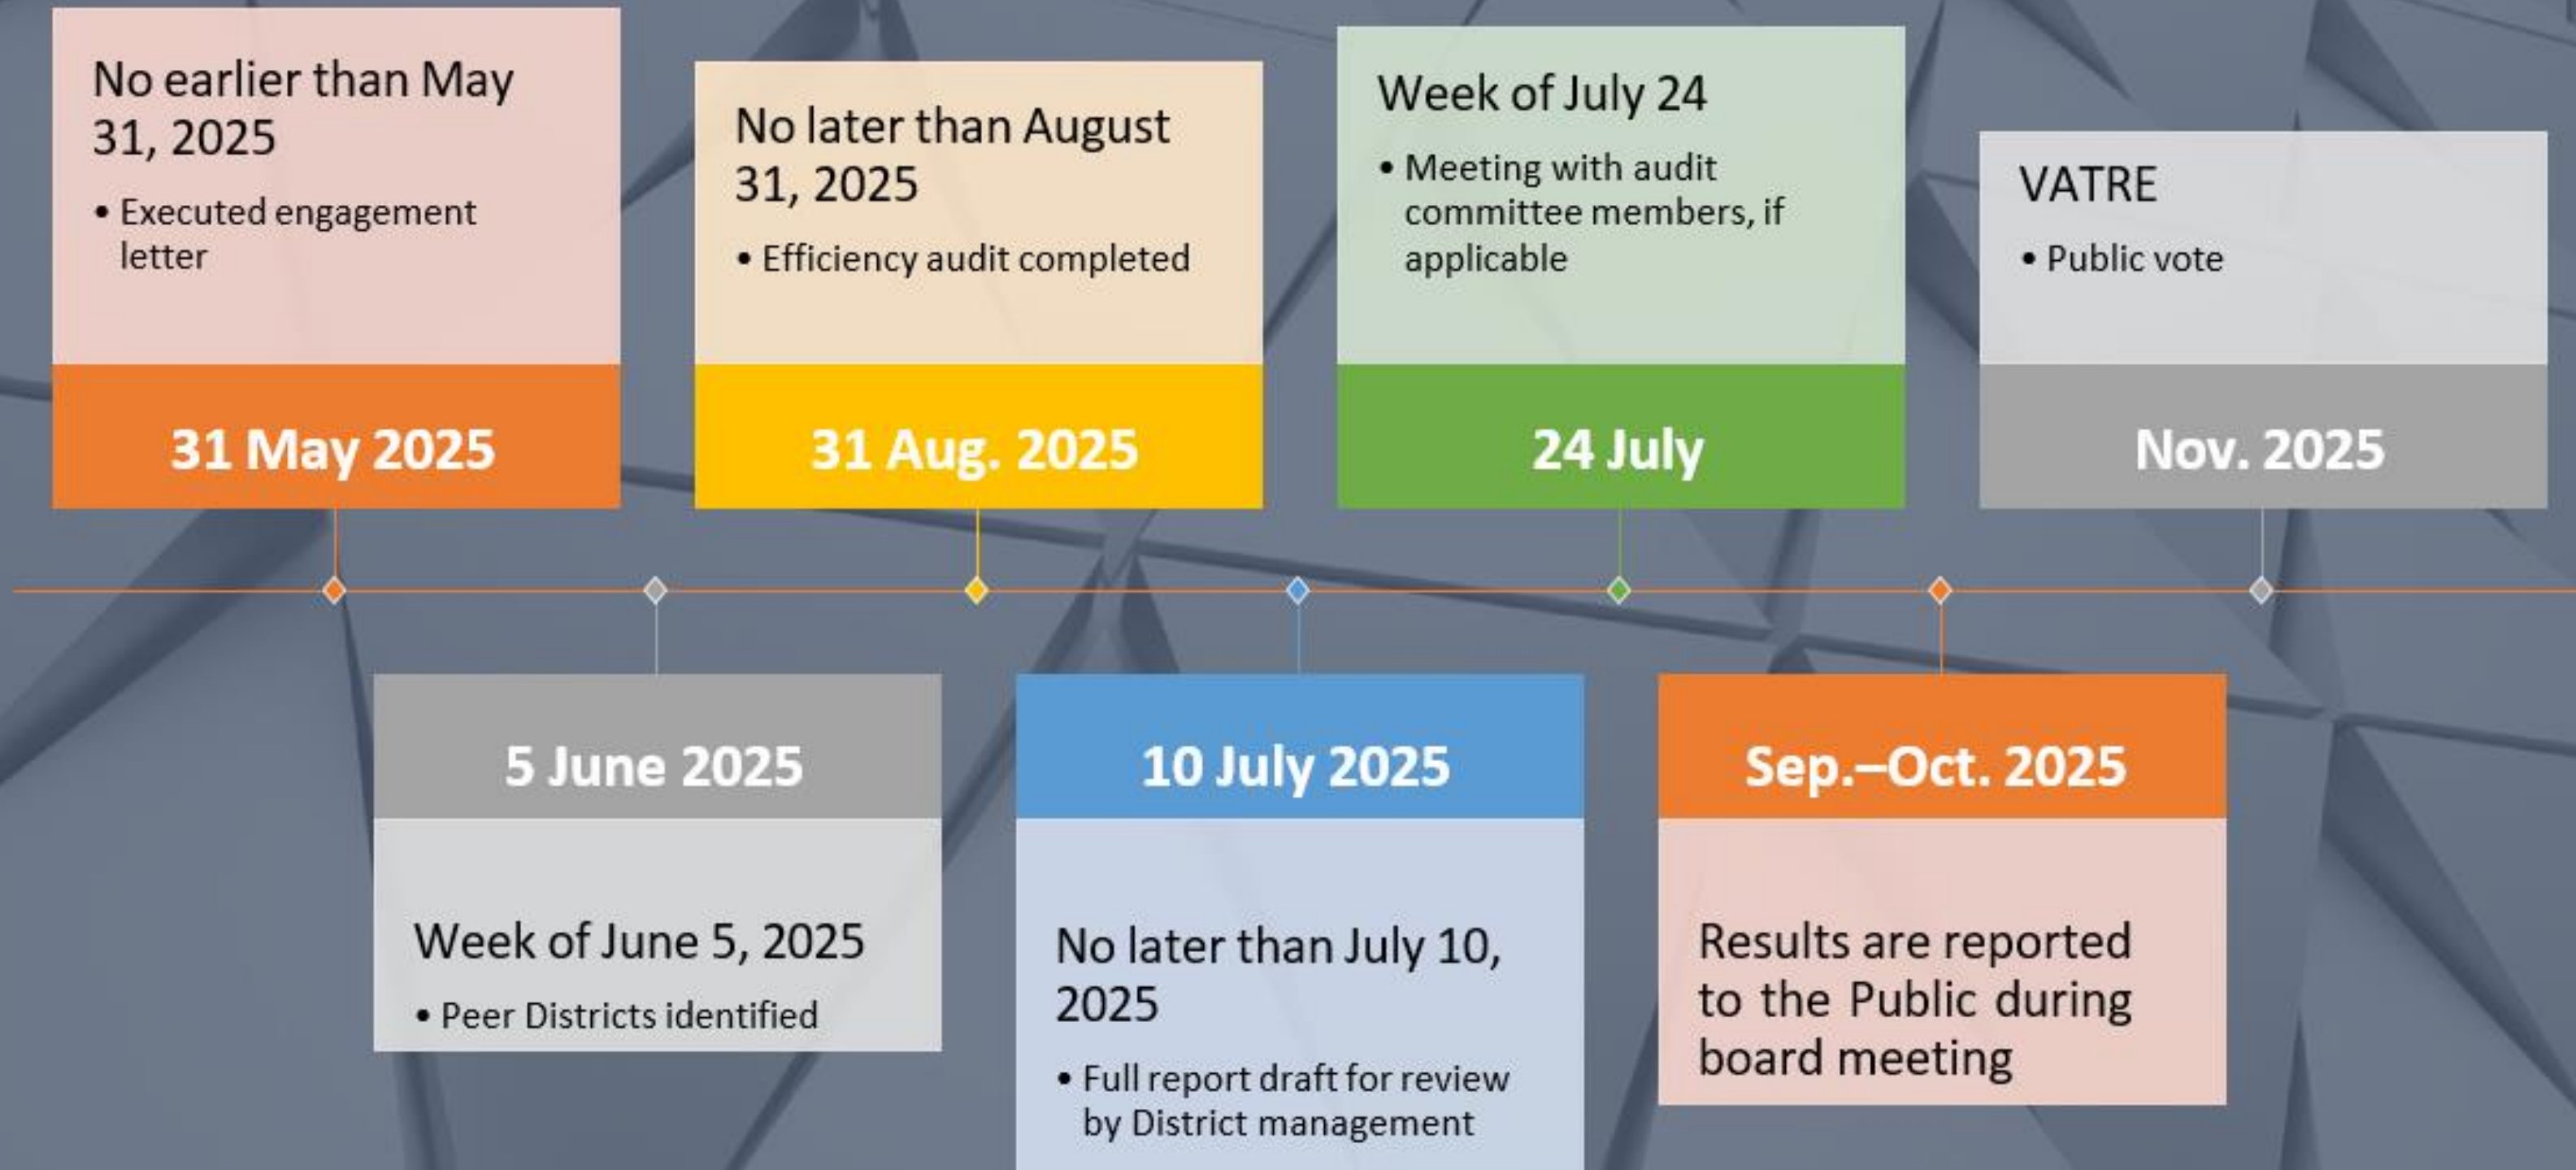 No earlier than May
31, 2025
• Executed engagement
letter
31 May 2025
5 June 2025
Week of June 5, 2025
• Peer Districts identified
No later than August
31, 2025
• Efficiency audit completed
31 Aug. 2025
10 July 2025
No later than July 10,
2025
• Full report draft for review
by District management
Week of July 24
• Meeting with audit
committee members, if
applicable
24 July
Sep.–Oct. 2025
Results are reported
to the Public during
board meeting
VATRE
• Public vote
Nov. 2025